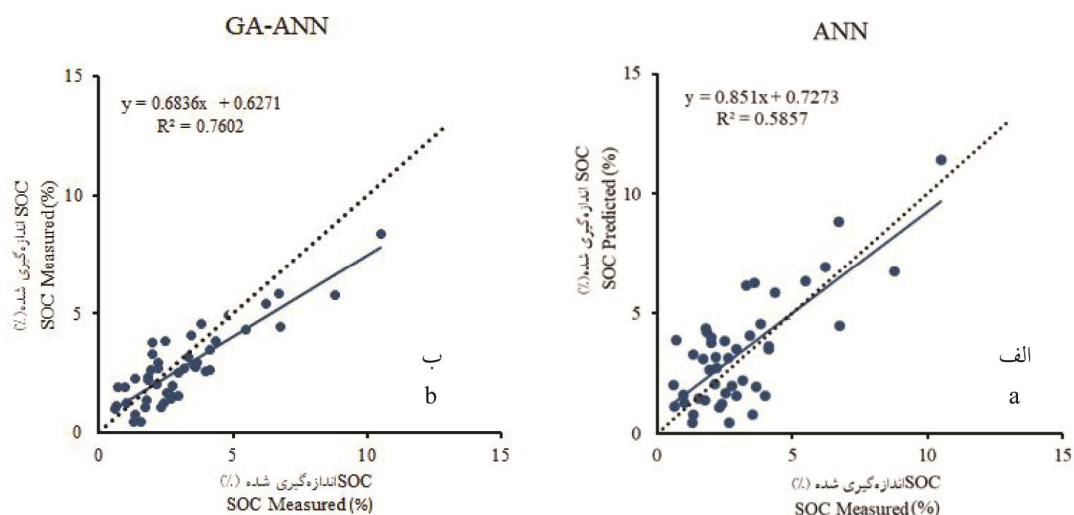 GA-ANN
y = 0.6836x + 0.6271
R² = 0.7602
15
10
5
0
0 5 10 15
SOC اندازه‌گیری شده (٪)
SOC Measured (%)
ب
b
SOCاندازه‌گیری شده (٪)
SOC Measured (%)
ANN
y = 0.851x + 0.7273
R² = 0.5857
15
10
5
0
0 5 10 15
SOC اندازه‌گیری شده (٪)
SOC Predicted (%)
الف
a
SOCاندازه‌گیری شده (٪)
SOC Measured (%)